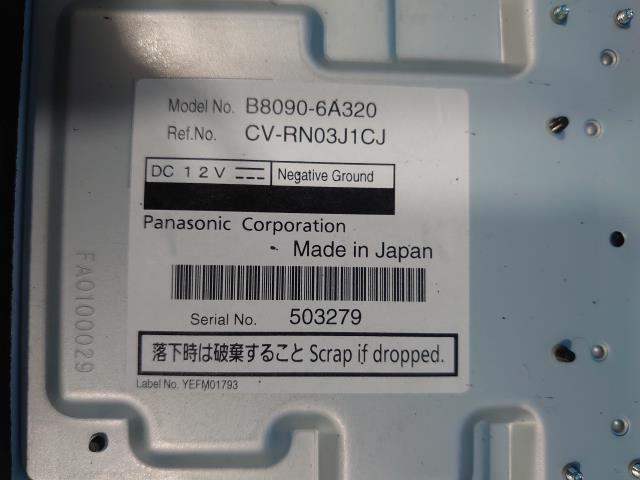 Model No. B8090-6A320
Ref.No. CV-RN03J1CJ
DC 12V Negative Ground
Panasonic Corporation
Made in Japan
Serial No. 503279
落下時は破棄すること Scrap if dropped.
Label No. YEFM01793
FA0100029